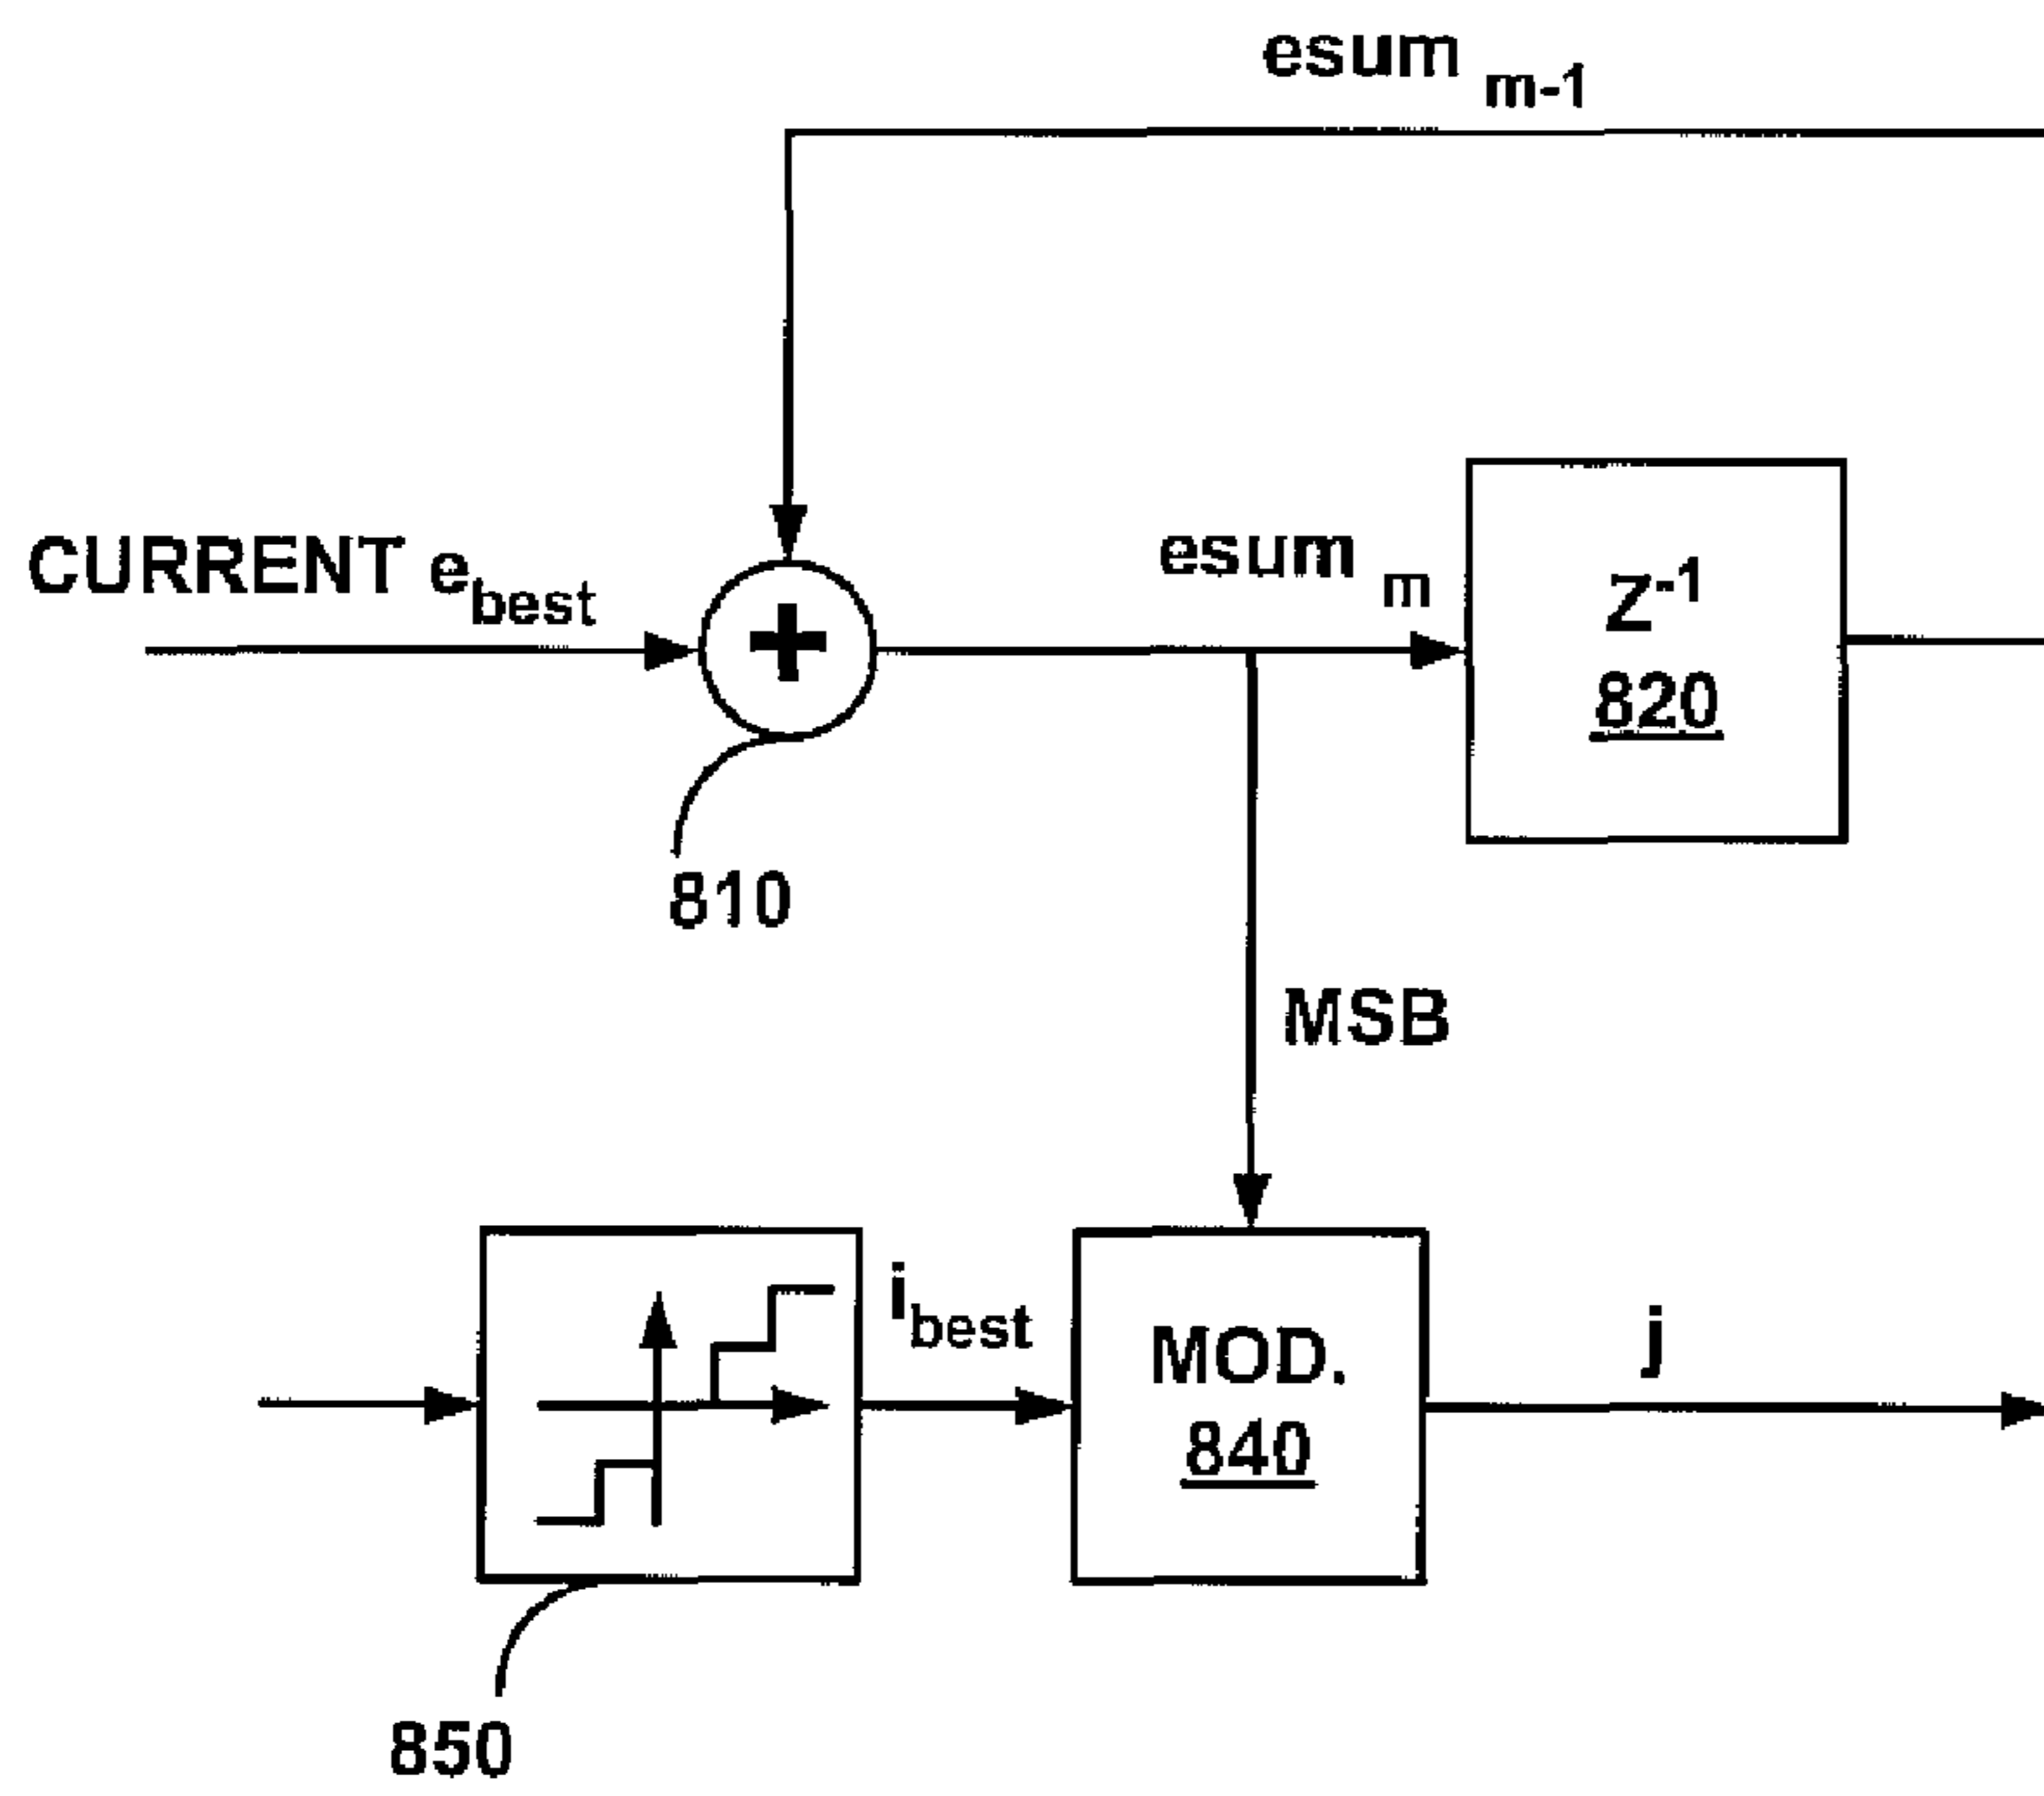 esum m-1
CURRENT e best
esum m
Z-1
820
810
MSB
i best
MOD.
840
j
850